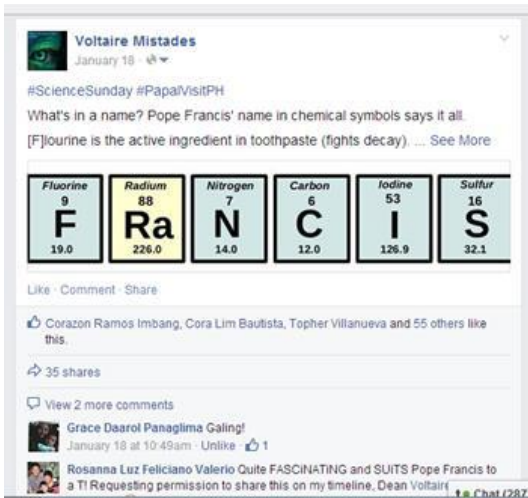 Voltaire Mistades
January 18
#ScienceSunday #PapalVisitPH
What's in a name? Pope Francis' name in chemical symbols says it all.
[F]lourine is the active ingredient in toothpaste (fights decay). ... See More
Fluorine Radium Nitrogen Carbon Iodine Sulfur
9 88 7 6 53 16
F Ra N C I S
19.0 226.0 14.0 12.0 126.9 32.1
Like · Comment · Share
Corazon Ramos Imbang, Cora Lim Bautista, Topher Villanueva and 55 others like
this.
35 shares
View 2 more comments
Grace Daarol Panaglima Galing!
January 18 at 10:49am · Unlike · 1
Rosanna Luz Feliciano Valerio Quite FASCiNATiNG and SUiTS Pope Francis to
a T! Requesting permission to share this on my timeline, Dean Voltaire
Chat (287